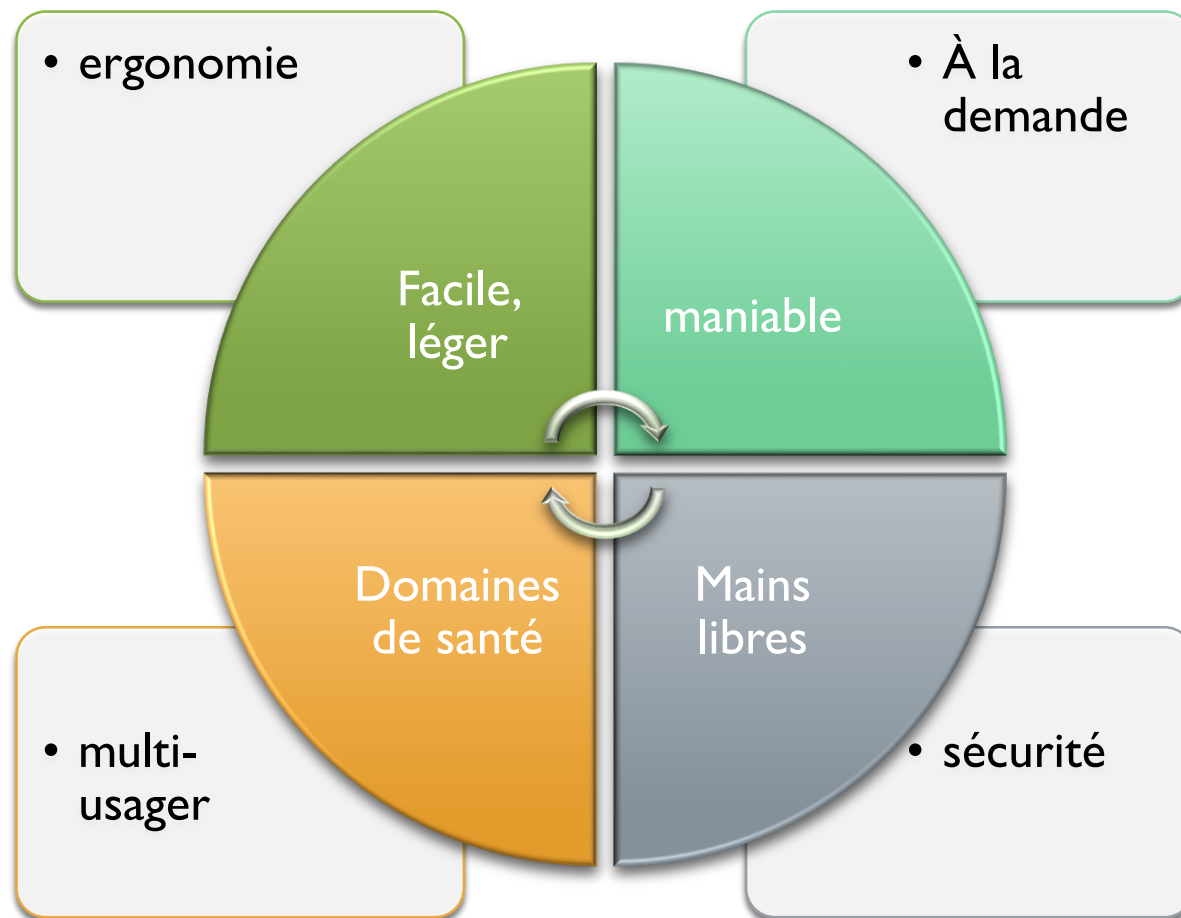 • ergonomie
• À la
demande
Facile,
léger
maniable
Domaines
de santé
Mains
libres
• multi-
usager
• sécurité